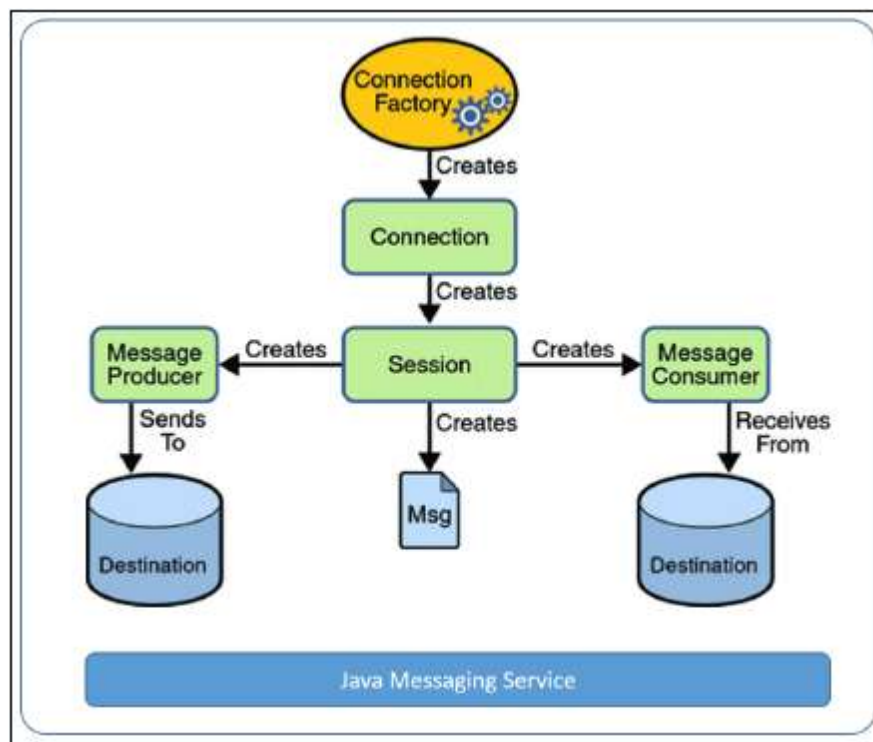 Connection
Factory
Creates
Connection
Creates
Message
Producer
Creates
Session
Creates
Message
Consumer
Sends
To
Creates
Receives
From
Msg
Destination
Destination
Java Messaging Service